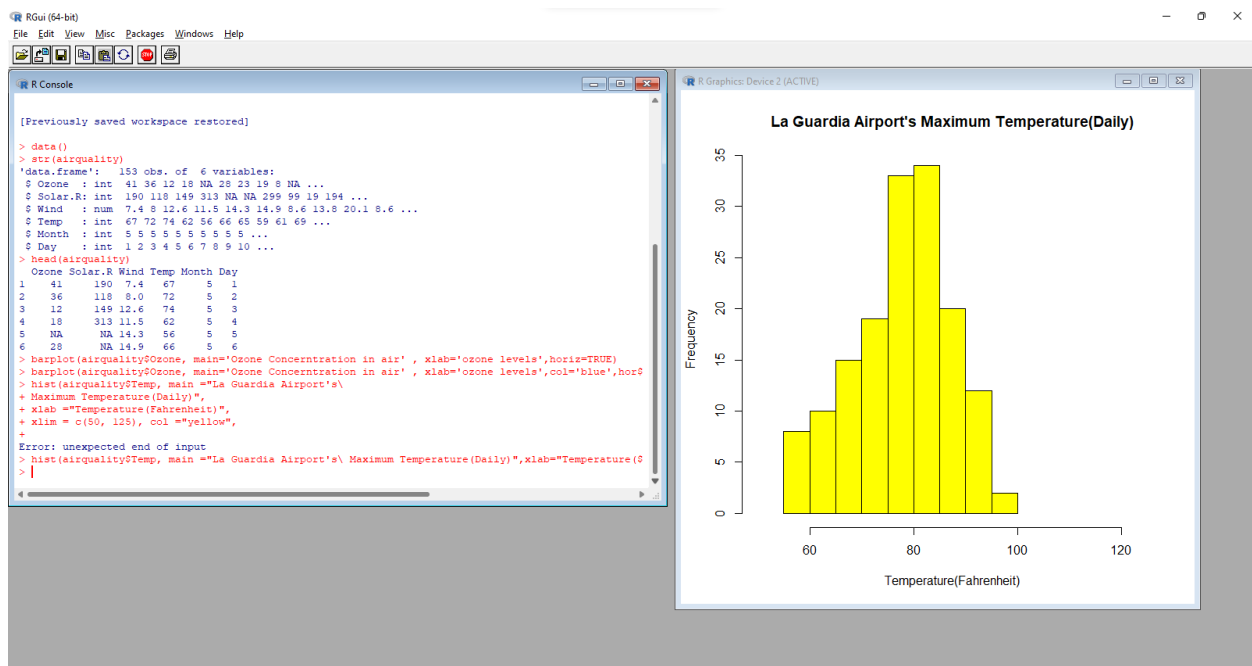 RGui (64-bit)
File Edit View Misc Packages Windows Help
STOP
R Console
[Previously saved workspace restored]
> data()
> str(airquality)
'data.frame':   153 obs. of  6 variables:
 $ Ozone  : int  41 36 12 18 NA 28 23 19 8 NA ...
 $ Solar.R: int  190 118 149 313 NA NA 299 99 19 194 ...
 $ Wind   : num  7.4 8 12.6 11.5 14.3 14.9 8.6 13.8 20.1 8.6 ...
 $ Temp   : int  67 72 74 62 56 66 65 59 61 69 ...
 $ Month  : int  5 5 5 5 5 5 5 5 5 5 ...
 $ Day    : int  1 2 3 4 5 6 7 8 9 10 ...
> head(airquality)
  Ozone Solar.R Wind Temp Month Day
1    41     190  7.4   67     5   1
2    36     118  8.0   72     5   2
3    12     149 12.6   74     5   3
4    18     313 11.5   62     5   4
5    NA      NA 14.3   56     5   5
6    28      NA 14.9   66     5   6
> barplot(airquality$Ozone, main='Ozone Concerntration in air' , xlab='ozone levels',horiz=TRUE)
> barplot(airquality$Ozone, main='Ozone Concerntration in air' , xlab='ozone levels',col='blue',hor$
> hist(airquality$Temp, main ="La Guardia Airport's\
+ Maximum Temperature(Daily)",
+ xlab ="Temperature(Fahrenheit)",
+ xlim = c(50, 125), col ="yellow",
+
Error: unexpected end of input
> hist(airquality$Temp, main ="La Guardia Airport's\ Maximum Temperature(Daily)",xlab="Temperature($
>
R Graphics: Device 2 (ACTIVE)
La Guardia Airport's Maximum Temperature(Daily)
Frequency
35
30
25
20
15
10
5
0
60 80 100 120
Temperature(Fahrenheit)